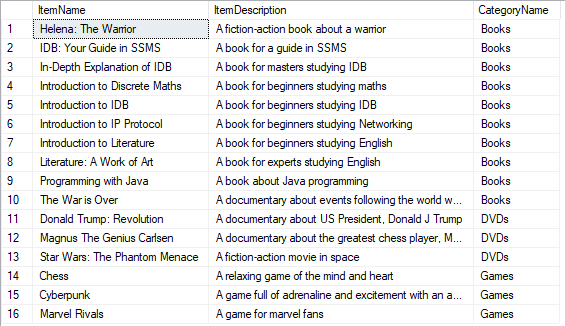 ItemName ItemDescription CategoryName
1 Helena: The Warrior A fiction-action book about a warrior Books
2 IDB: Your Guide in SSMS A book for a guide in SSMS Books
3 In-Depth Explanation of IDB A book for masters studying IDB Books
4 Introduction to Discrete Maths A book for beginners studying maths Books
5 Introduction to IDB A book for beginners studying IDB Books
6 Introduction to IP Protocol A book for beginners studying Networking Books
7 Introduction to Literature A book for beginners studying English Books
8 Literature: A Work of Art A book for experts studying English Books
9 Programming with Java A book about Java programming Books
10 The War is Over A documentary about events following the world w... Books
11 Donald Trump: Revolution A documentary about US President, Donald J Trump DVDs
12 Magnus The Genius Carlsen A documentary about the greatest chess player, M... DVDs
13 Star Wars: The Phantom Menace A fiction-action movie in space DVDs
14 Chess A relaxing game of the mind and heart Games
15 Cyberpunk A game full of adrenaline and excitement with an a... Games
16 Marvel Rivals A game for marvel fans Games